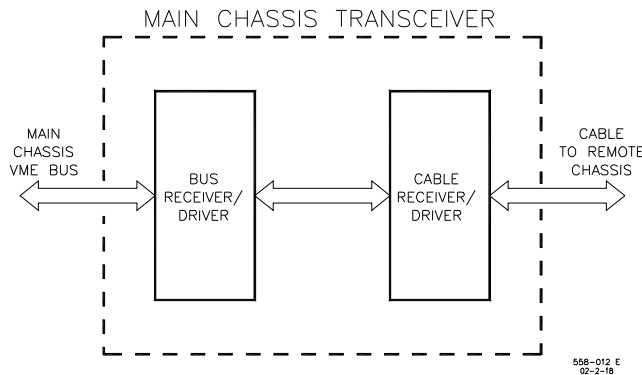 MAIN CHASSIS TRANSCEIVER
MAIN
CHASSIS
VME BUS
BUS
RECEIVER/
DRIVER
CABLE
RECEIVER/
DRIVER
CABLE
TO REMOTE
CHASSIS
558-012 E
02-2-18